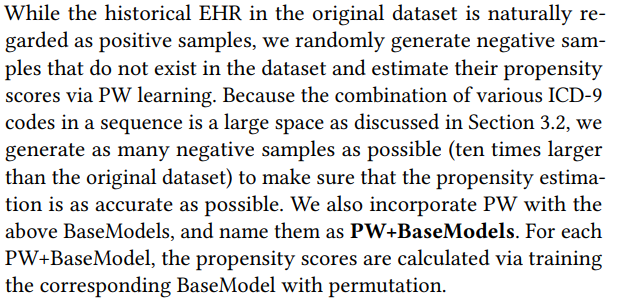 While the historical EHR in the original dataset is naturally re-
garded as positive samples, we randomly generate negative sam-
ples that do not exist in the dataset and estimate their propensity
scores via PW learning. Because the combination of various ICD-9
codes in a sequence is a large space as discussed in Section 3.2, we
generate as many negative samples as possible (ten times larger
than the original dataset) to make sure that the propensity estima-
tion is as accurate as possible. We also incorporate PW with the
above BaseModels, and name them as PW+BaseModels. For each
PW+BaseModel, the propensity scores are calculated via training
the corresponding BaseModel with permutation.